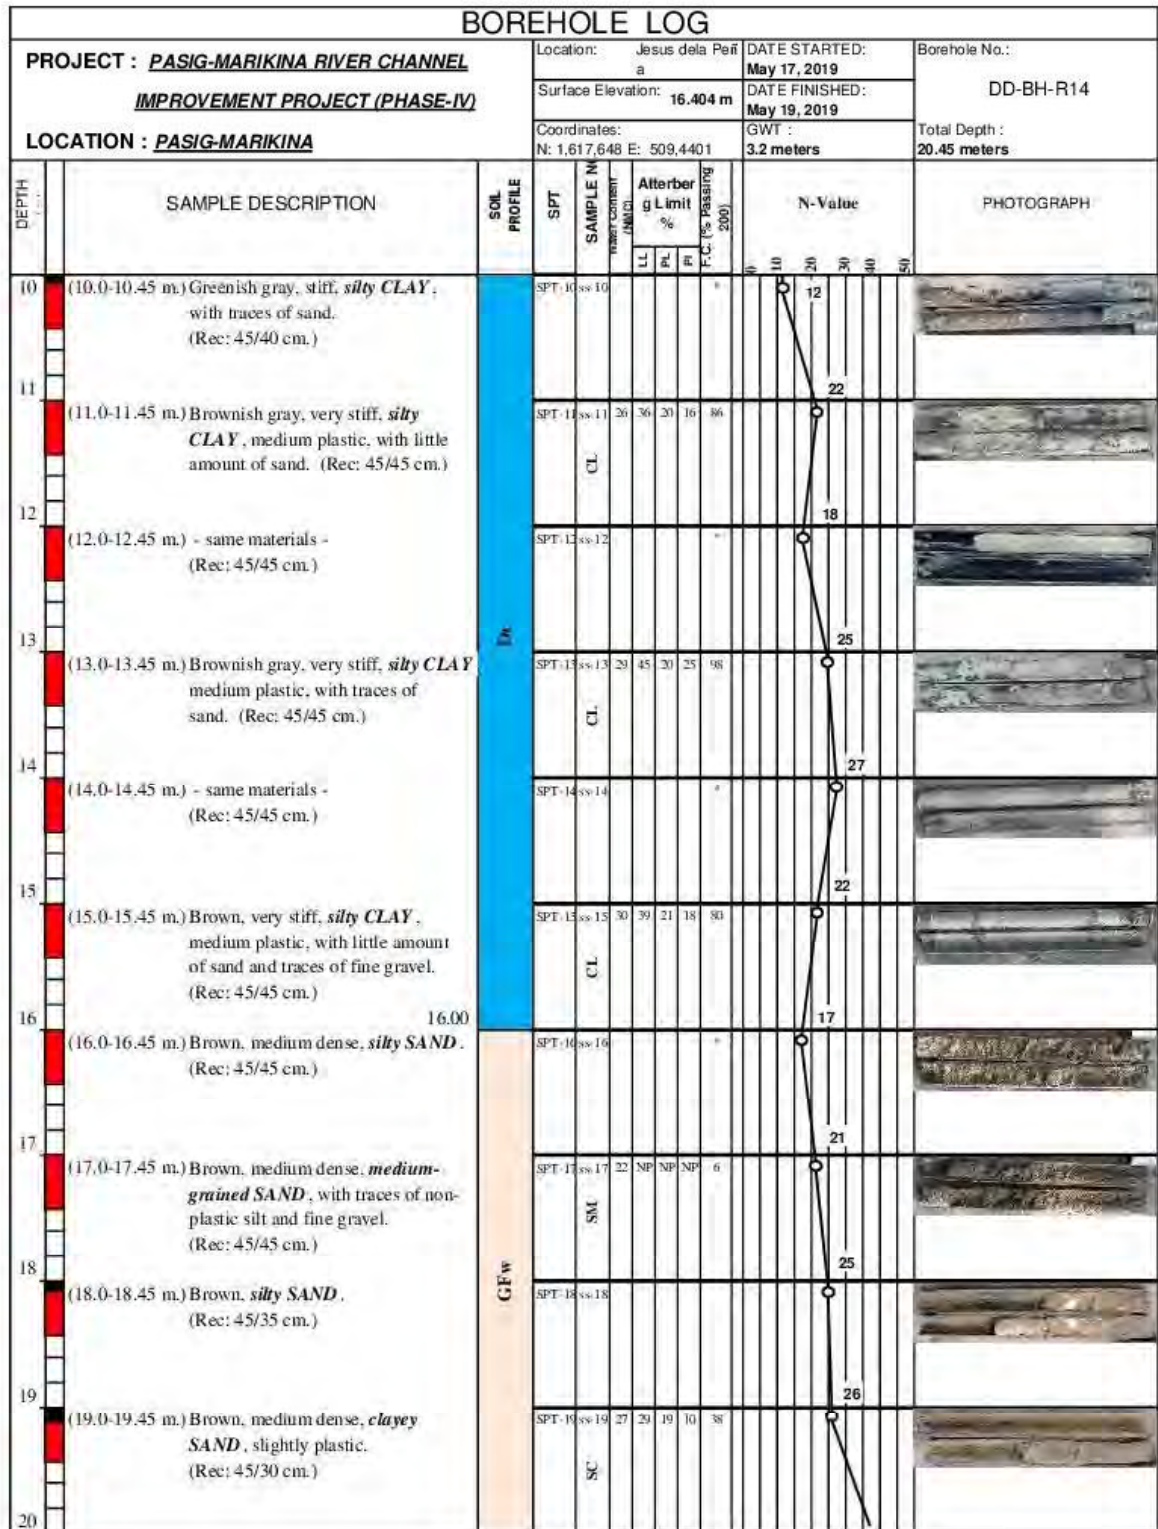 BOREHOLE LOG
PROJECT : PASIG-MARIKINA RIVER CHANNEL
IMPROVEMENT PROJECT (PHASE-IV)
LOCATION : PASIG-MARIKINA
Location: Jesus dela Peñ
a
Surface Elevation: 16.404 m
Coordinates:
N: 1,617,648 E: 509,4401
DATE STARTED:
May 17, 2019
DATE FINISHED:
May 19, 2019
GWT :
3.2 meters
Borehole No.:
DD-BH-R14
Total Depth :
20.45 meters
DEPTH
SAMPLE DESCRIPTION
SOIL
PROFILE
SPT
SAMPLE NO
(NMC)
Atterber
g Limit
%
LL PL PI
F.C. (% Passing
200)
N-Value
0 10 20 30 40 50
PHOTOGRAPH
10
(10.0-10.45 m.) Greenish gray, stiff, silty CLAY,
with traces of sand.
(Rec: 45/40 cm.)
SPT-10 ss-10 *
12
11
22
(11.0-11.45 m.) Brownish gray, very stiff, silty
CLAY, medium plastic, with little
amount of sand. (Rec: 45/45 cm.)
SPT-11 ss-11 26 36 20 16 86
CL
12
18
(12.0-12.45 m.) - same materials -
(Rec: 45/45 cm.)
SPT-12 ss-12 *
13
25
(13.0-13.45 m.) Brownish gray, very stiff, silty CLAY
medium plastic, with traces of
sand. (Rec: 45/45 cm.)
SPT-13 ss-13 29 45 20 25 98
CL
14
27
(14.0-14.45 m.) - same materials -
(Rec: 45/45 cm.)
SPT-14 ss-14 *
15
22
(15.0-15.45 m.) Brown, very stiff, silty CLAY,
medium plastic, with little amount
of sand and traces of fine gravel.
(Rec: 45/45 cm.)
SPT-15 ss-15 30 39 21 18 80
CL
16
16.00
17
(16.0-16.45 m.) Brown, medium dense, silty SAND.
(Rec: 45/45 cm.)
SPT-16 ss-16 *
17
21
(17.0-17.45 m.) Brown, medium dense, medium-
grained SAND, with traces of non-
plastic silt and fine gravel.
(Rec: 45/45 cm.)
SPT-17 ss-17 22 NP NP NP 6
SM
18
25
GFw
(18.0-18.45 m.) Brown, silty SAND.
(Rec: 45/35 cm.)
SPT-18 ss-18
19
26
(19.0-19.45 m.) Brown, medium dense, clayey
SAND, slightly plastic.
(Rec: 45/30 cm.)
SPT-19 ss-19 27 29 19 10 38
SC
20